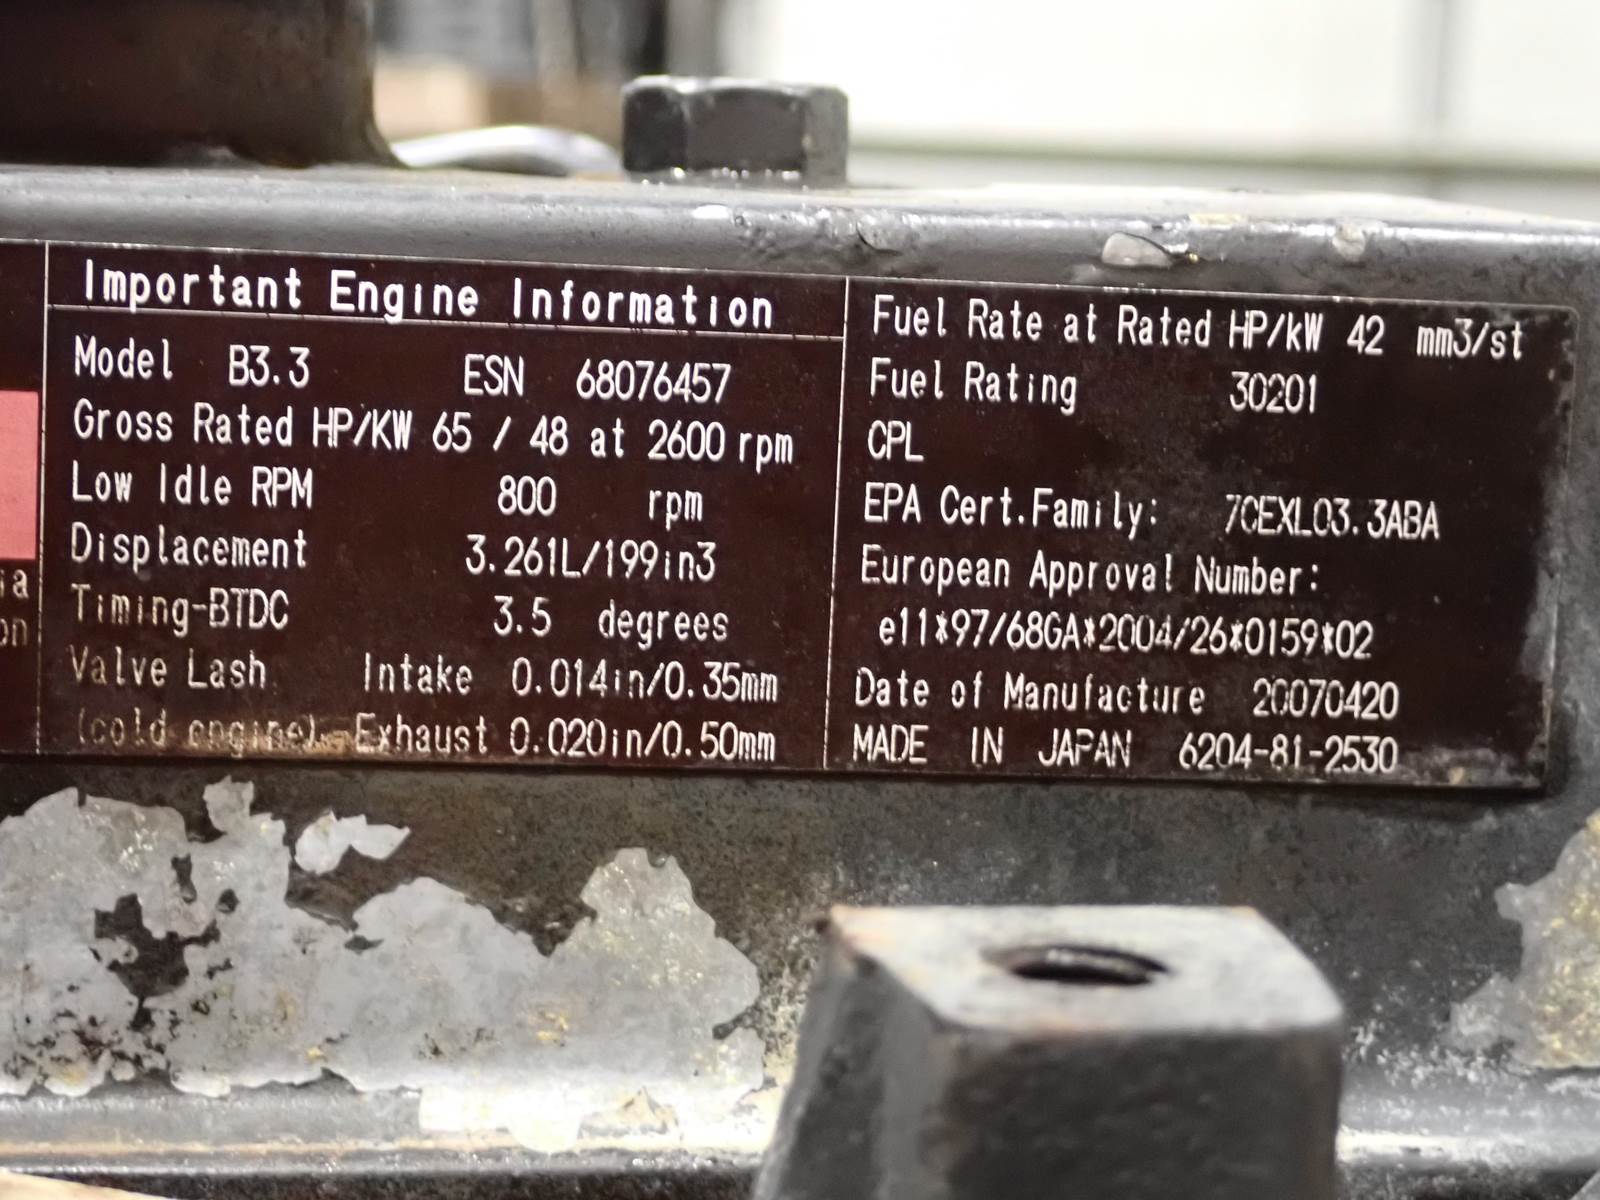 Important Engine Information
Model B3.3 ESN 68076457
Gross Rated HP/KW 65 / 48 at 2600 rpm
Low Idle RPM 800 rpm
Displacement 3.261L/199in3
Timing-BTDC 3.5 degrees
Valve Lash Intake 0.014in/0.35mm
(cold engine) Exhaust 0.020in/0.50mm
Fuel Rate at Rated HP/kW 42 mm3/st
Fuel Rating 30201
CPL
EPA Cert.Family: 7CEXL03.3ABA
European Approval Number:
e11*97/68GA*2004/26*0159*02
Date of Manufacture 20070420
MADE IN JAPAN 6204-81-2530